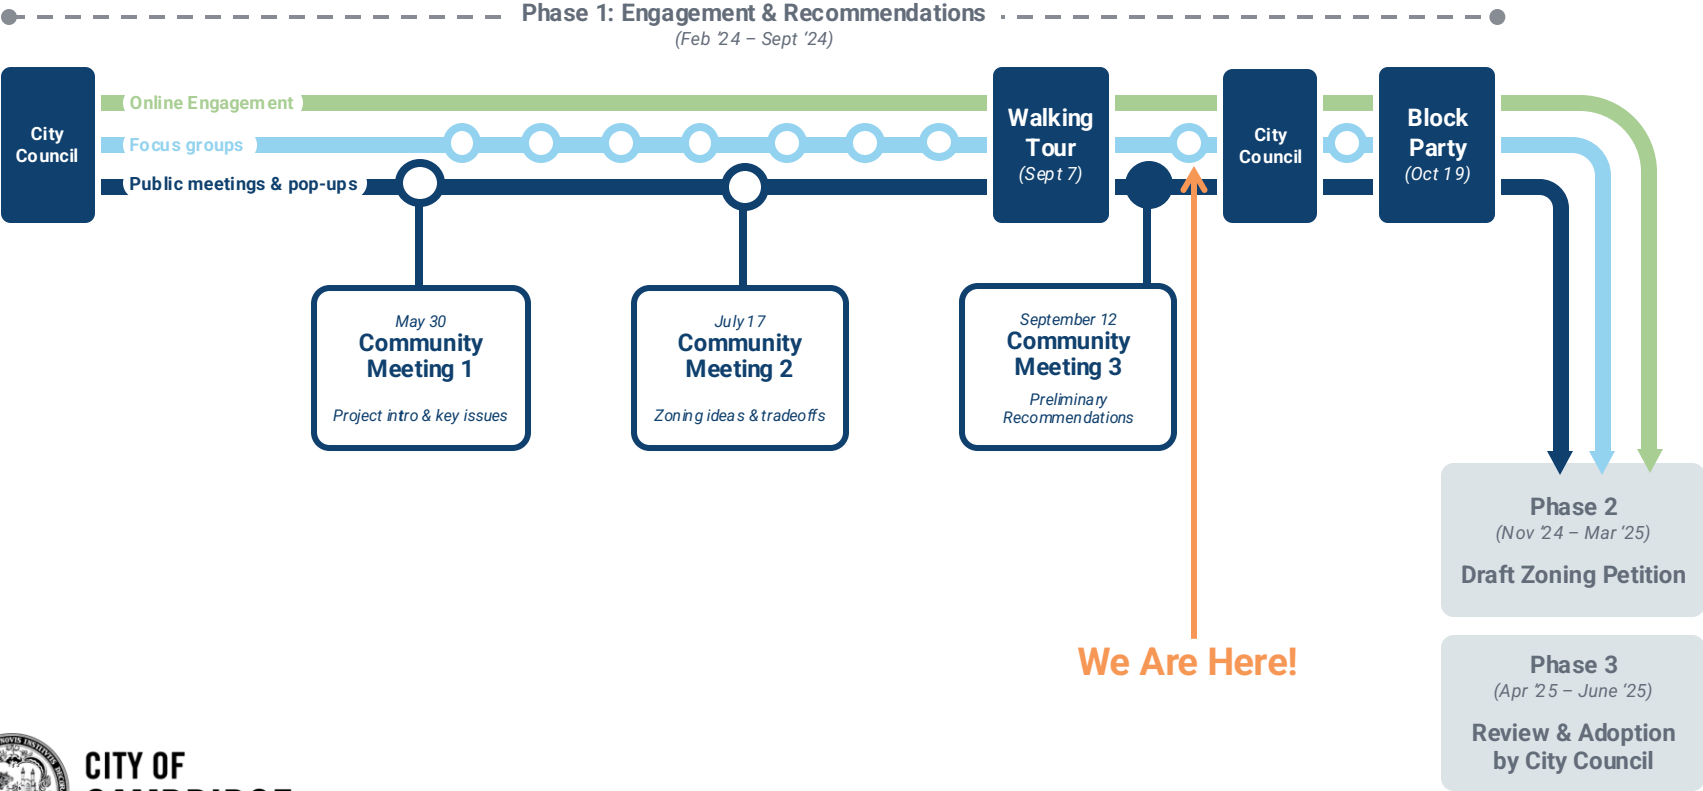 Phase 1: Engagement & Recommendations
(Feb ‘24 – Sept ‘24)
City
Council
Online Engagement
Focus groups
Public meetings & pop-ups
Walking
Tour
(Sept 7)
City
Council
Block
Party
(Oct 19)
May 30
Community
Meeting 1
Project intro & key issues
July 17
Community
Meeting 2
Zoning ideas & tradeoffs
September 12
Community
Meeting 3
Preliminary
Recommendations
We Are Here!
Phase 2
(Nov ‘24 – Mar ‘25)
Draft Zoning Petition
Phase 3
(Apr ‘25 – June ‘25)
Review & Adoption
by City Council
CITY OF
CAMBRIDGE